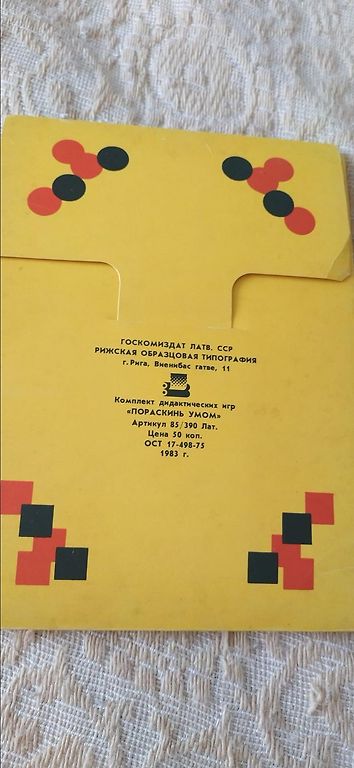 ГОСКОМИЗДАТ ЛАТВ. ССР
РИЖСКАЯ ОБРАЗЦОВАЯ ТИПОГРАФИЯ
г. Рига, Виенибас гатве, 11
Комплект дидактических игр
«ПОРАСКИНЬ УМОМ»
Артикул 85/390 Лат.
Цена 50 коп.
ОСТ 17-498-75
1983 г.